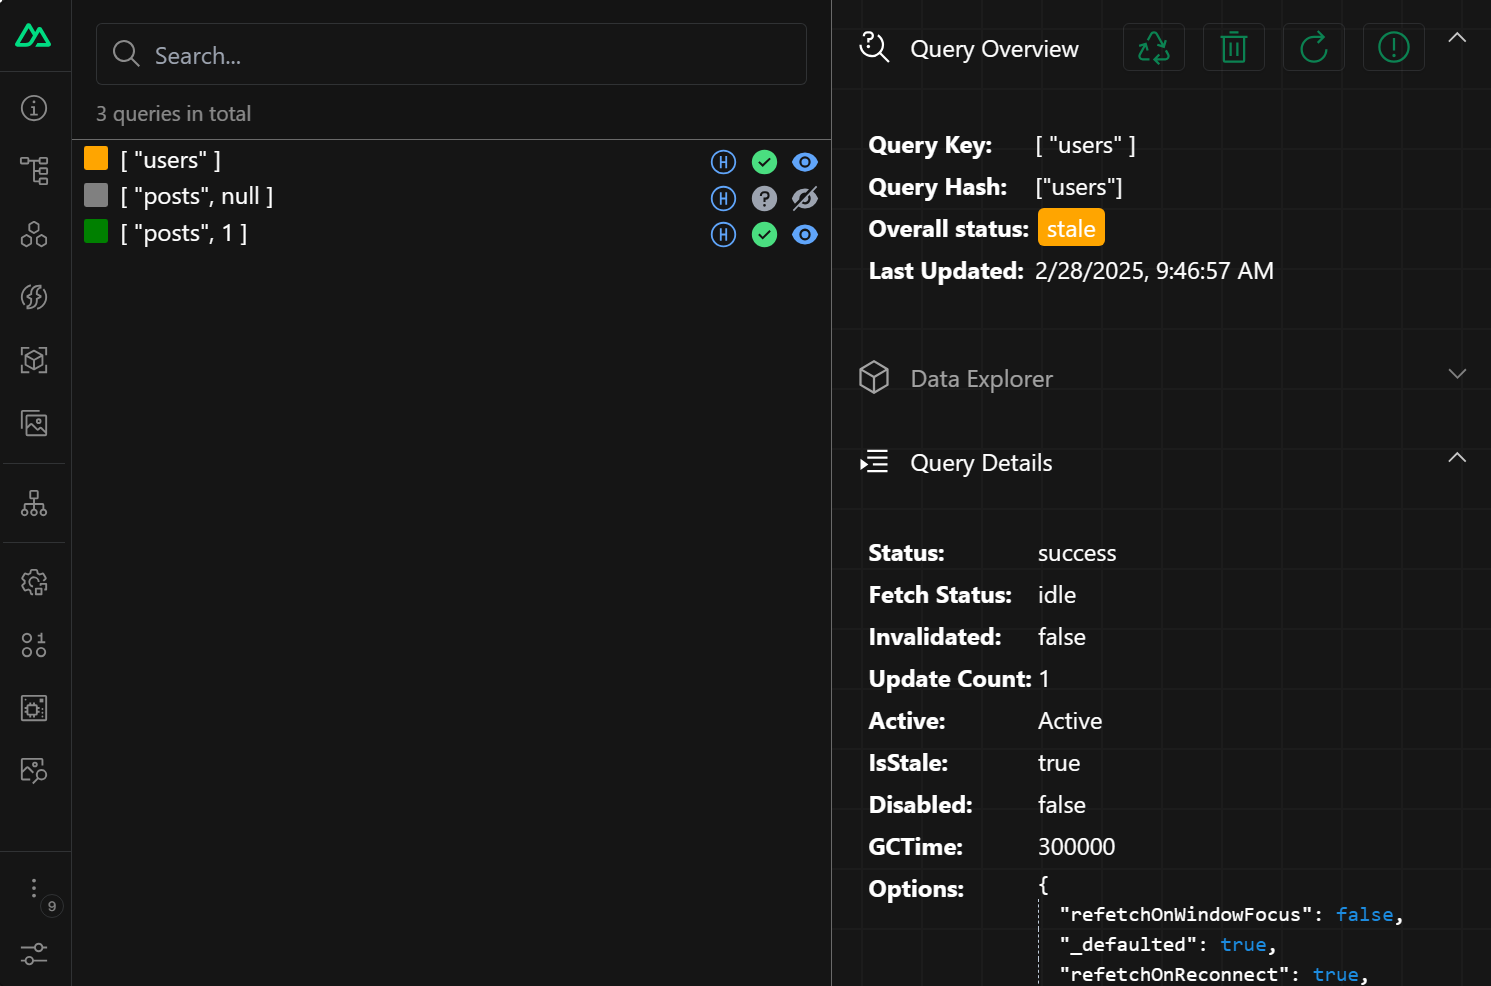 Search...
3 queries in total
[ "users" ]
[ "posts", null ]
[ "posts", 1 ]
9
Query Overview
Query Key: [ "users" ]
Query Hash: ["users"]
Overall status: stale
Last Updated: 2/28/2025, 9:46:57 AM
Data Explorer
Query Details
Status: success
Fetch Status: idle
Invalidated: false
Update Count: 1
Active: Active
IsStale: true
Disabled: false
GCTime: 300000
Options: {
"refetchOnWindowFocus": false,
"_defaulted": true,
"refetchOnReconnect": true,